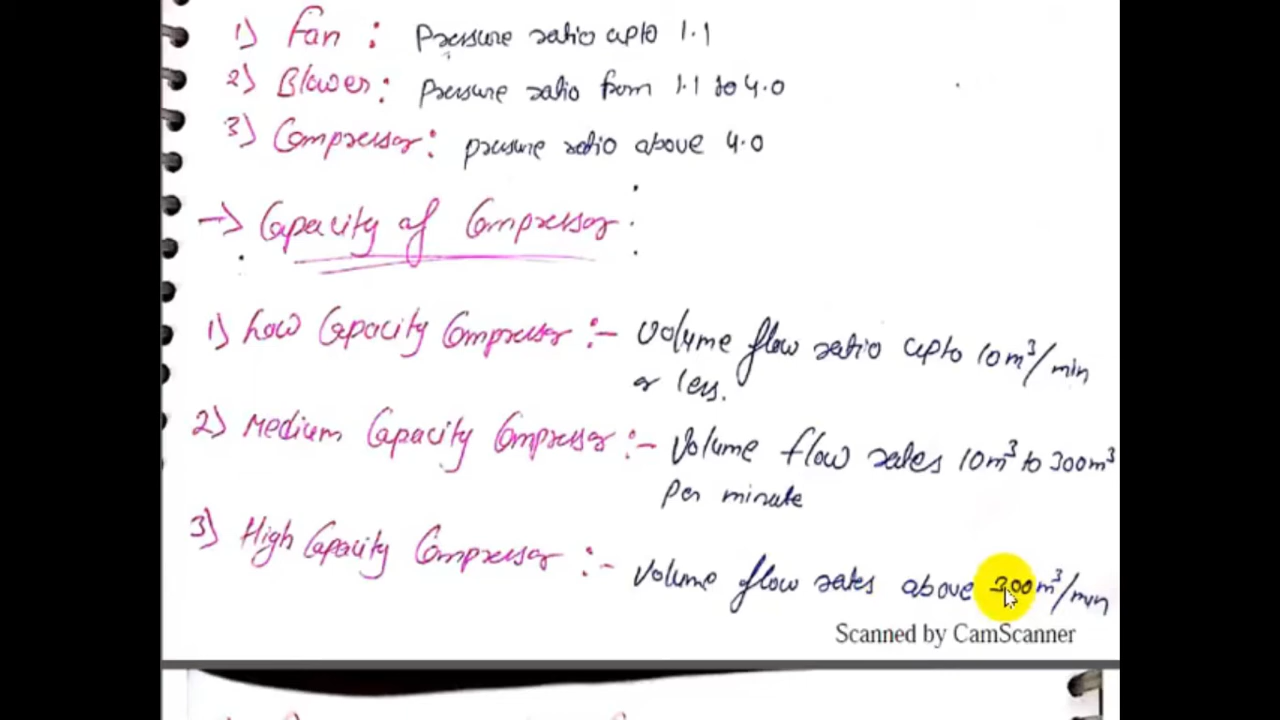 1) Fan : Pressure ratio upto 1.1
2) Blower : Pressure ratio from 1.1 to 4.0
3) Compressor : pressure ratio above 4.0
→ Capacity of Compressor :
1) Low Capacity Compressor :- Volume flow ratio upto 10m³/min
or less.
2) Medium Capacity Compressor :- Volume flow rates 10m³ to 300m³
Per minute
3) High Capacity Compressor :- Volume flow rates above 300m³/min
Scanned by CamScanner